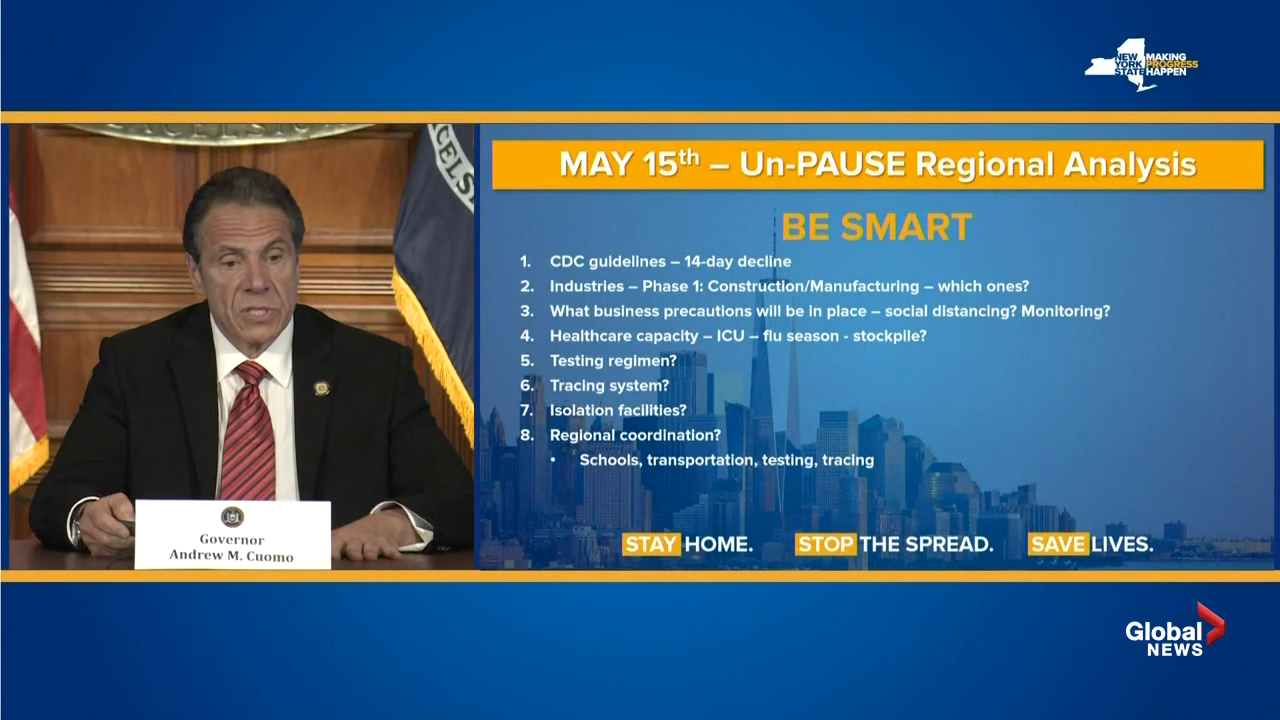 NEW
YORK
STATE
MAKING
PROGRESS
HAPPEN
EXCELSIOR
CELS
MAY 15th – Un-PAUSE Regional Analysis
BE SMART
1. CDC guidelines – 14-day decline
2. Industries – Phase 1: Construction/Manufacturing – which ones?
3. What business precautions will be in place – social distancing? Monitoring?
4. Healthcare capacity – ICU – flu season - stockpile?
5. Testing regimen?
6. Tracing system?
7. Isolation facilities?
8. Regional coordination?
• Schools, transportation, testing, tracing
STAY HOME. STOP THE SPREAD. SAVE LIVES.
Governor
Andrew M. Cuomo
Global
NEWS